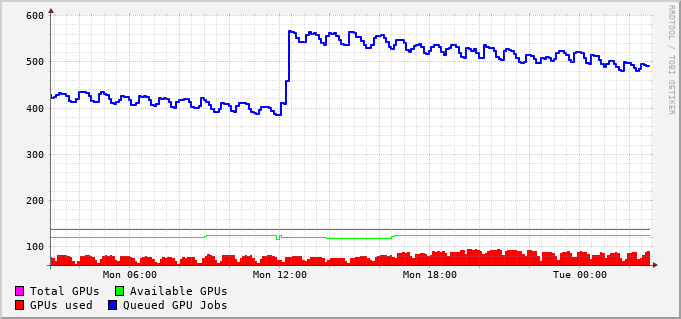 600
500
400
300
200
100
Mon 06:00 Mon 12:00 Mon 18:00 Tue 00:00
Total GPUs Available GPUs
GPUs used Queued GPU Jobs
RRDTOOL / TOBI OETIKER